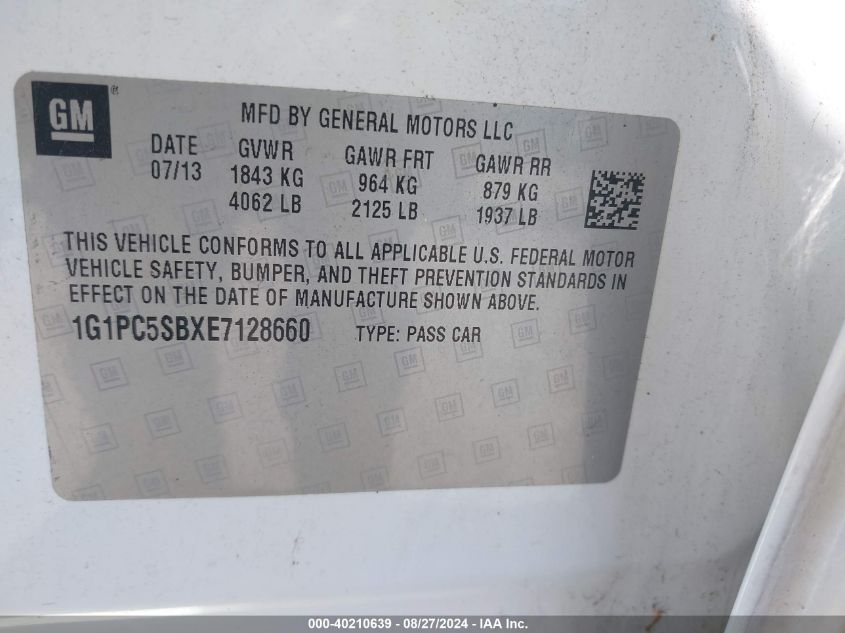 GM ®
MFD BY GENERAL MOTORS LLC
DATE GVWR GAWR FRT GAWR RR
07/13 1843 KG 964 KG 879 KG
4062 LB 2125 LB 1937 LB
THIS VEHICLE CONFORMS TO ALL APPLICABLE U.S. FEDERAL MOTOR
VEHICLE SAFETY, BUMPER, AND THEFT PREVENTION STANDARDS IN
EFFECT ON THE DATE OF MANUFACTURE SHOWN ABOVE.
1G1PC5SBXE7128660 TYPE: PASS CAR
000-40210639 - 08/27/2024 - IAA Inc.